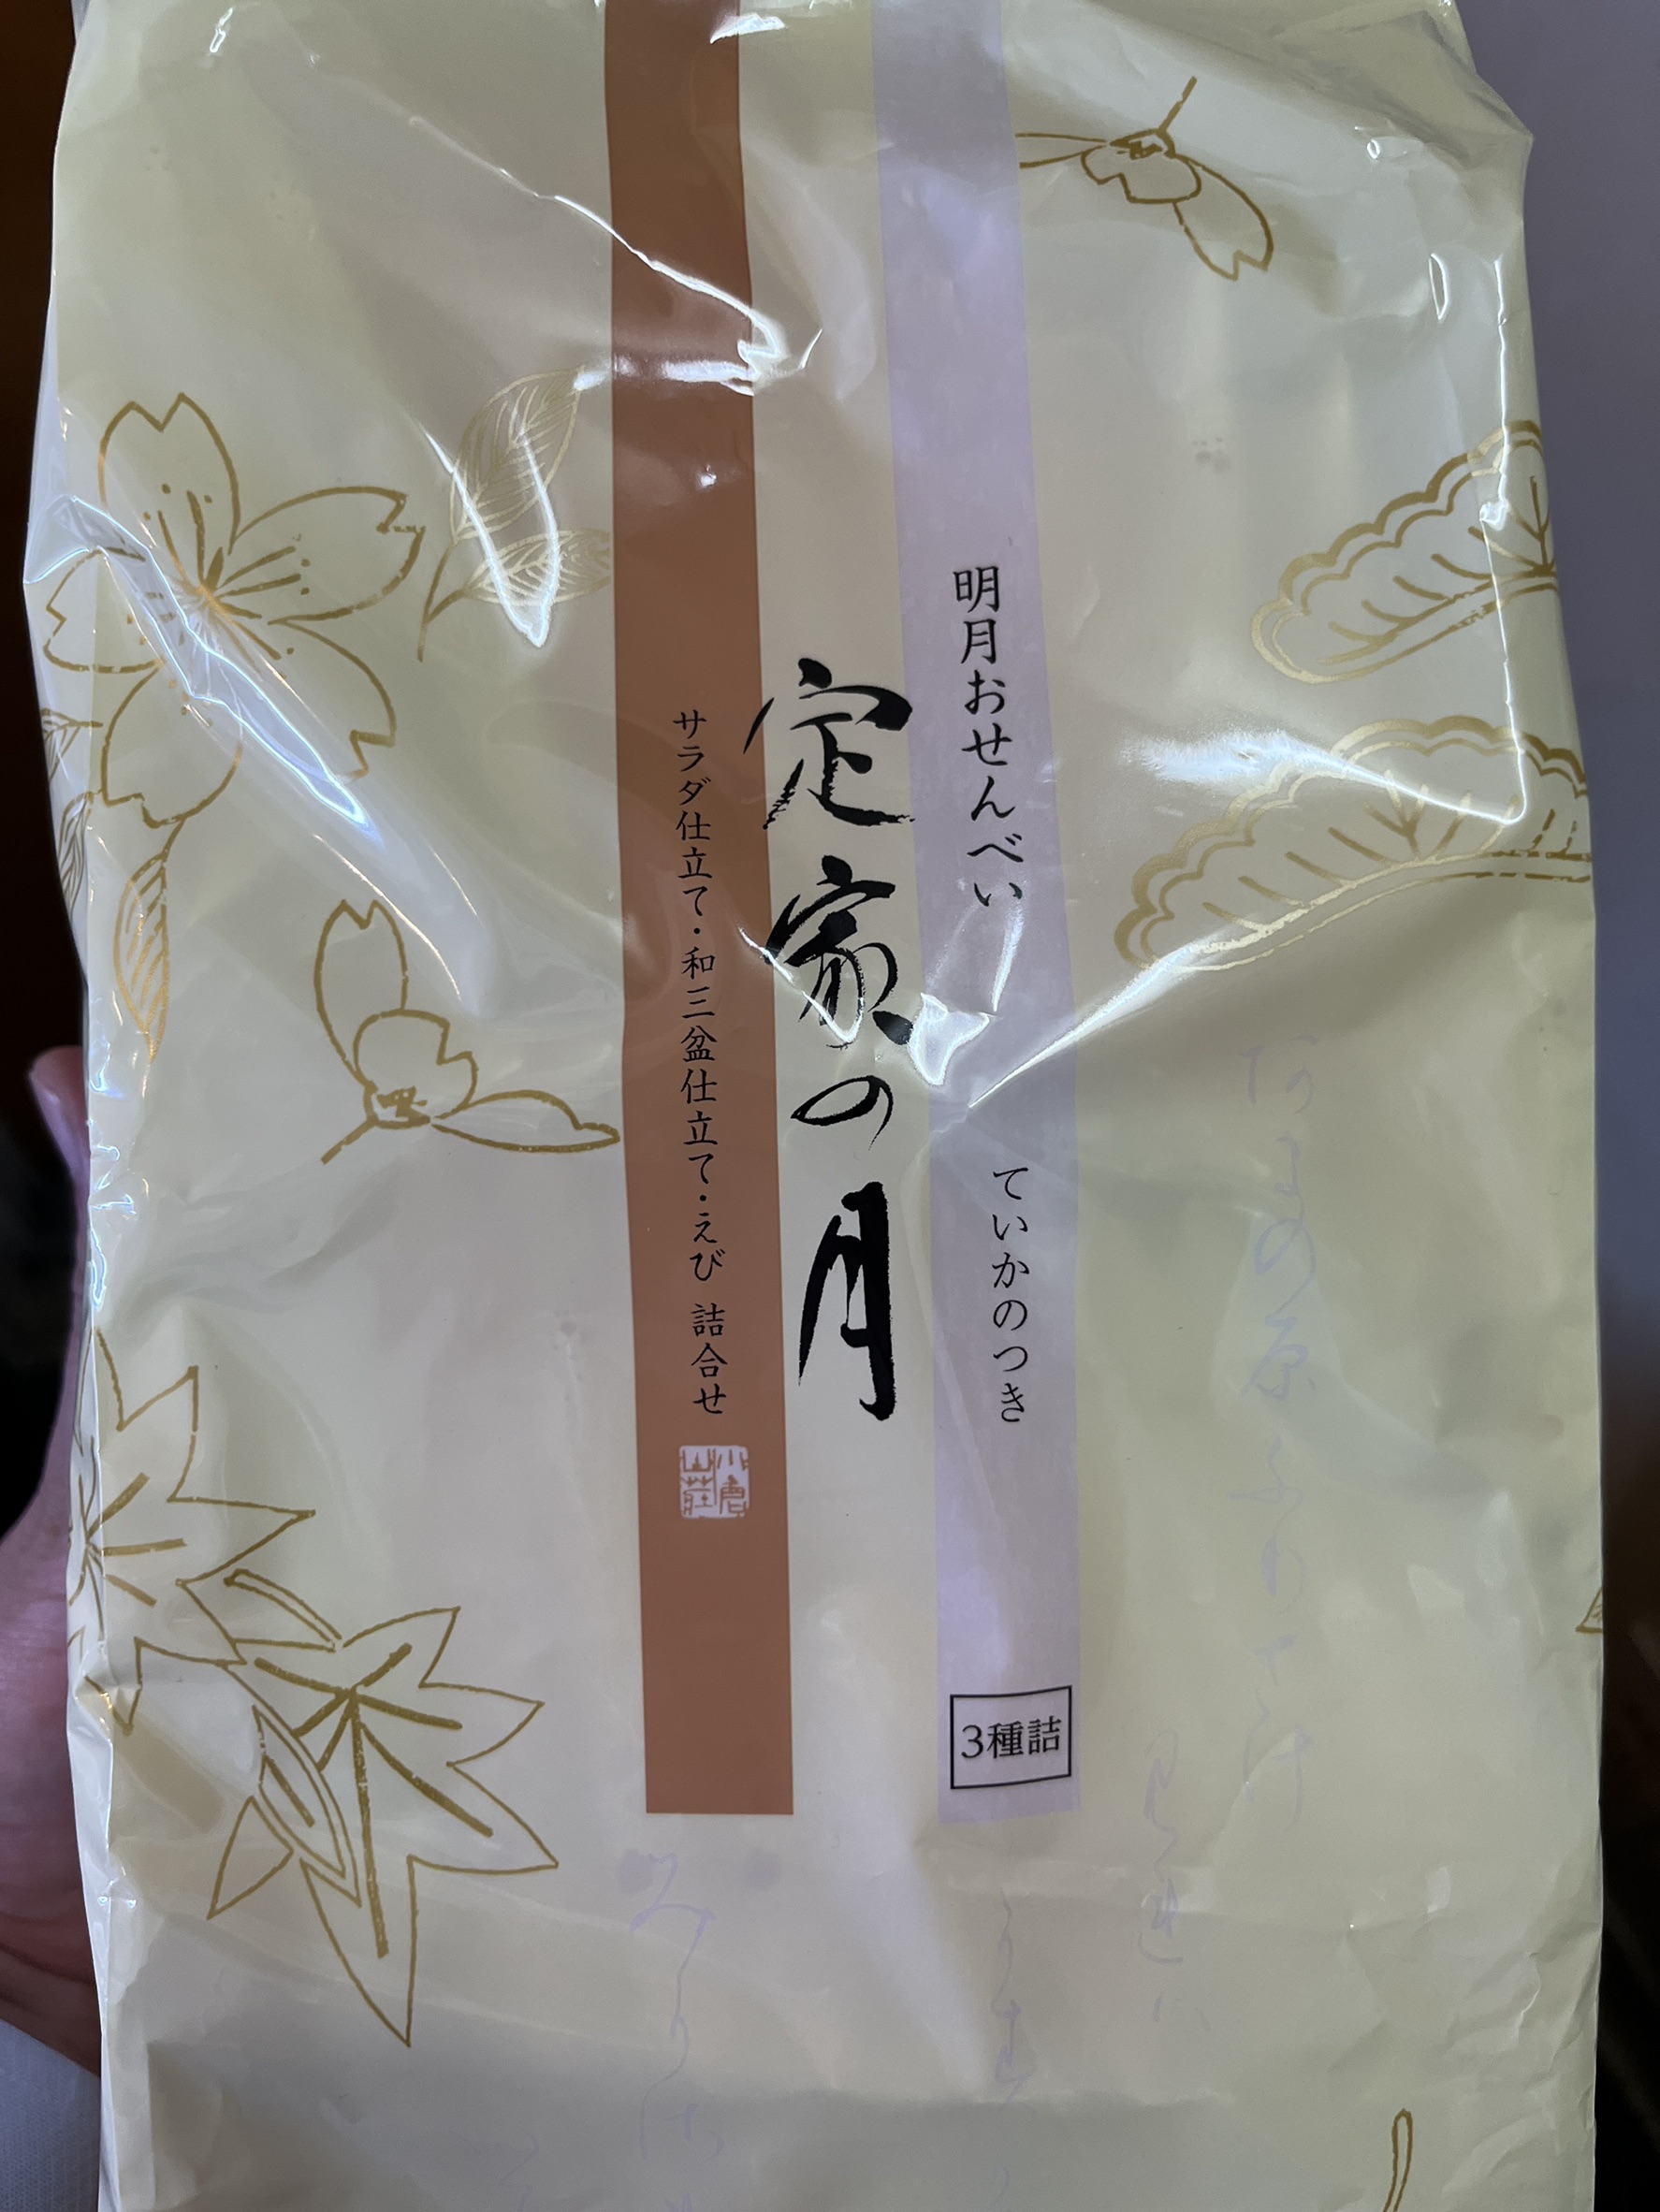 明月おせんべい
ていかのつき
3種詰
定家の月
サラダ仕立て・和三盆仕立て・えび 詰合せ
小倉山荘